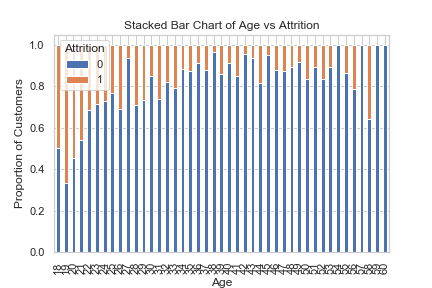 Stacked Bar Chart of Age vs Attrition
Attrition
0
1
Proportion of Customers
1.0
0.8
0.6
0.4
0.2
0.0
18 19 20 21 22 23 24 25 26 27 28 29 30 31 32 33 34 35 36 37 38 39 40 41 42 43 44 45 46 47 48 49 50 51 52 53 54 55 56 57 58 59 60
Age